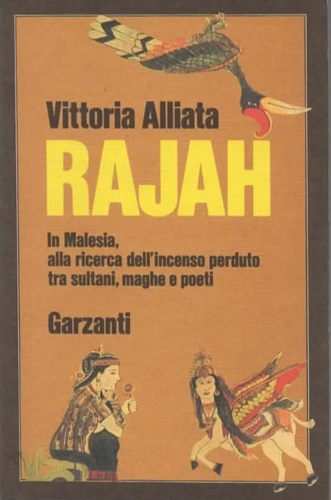 Vittoria Alliata
RAJAH
In Malesia,
alla ricerca dell'incenso perduto
tra sultani, maghe e poeti
Garzanti